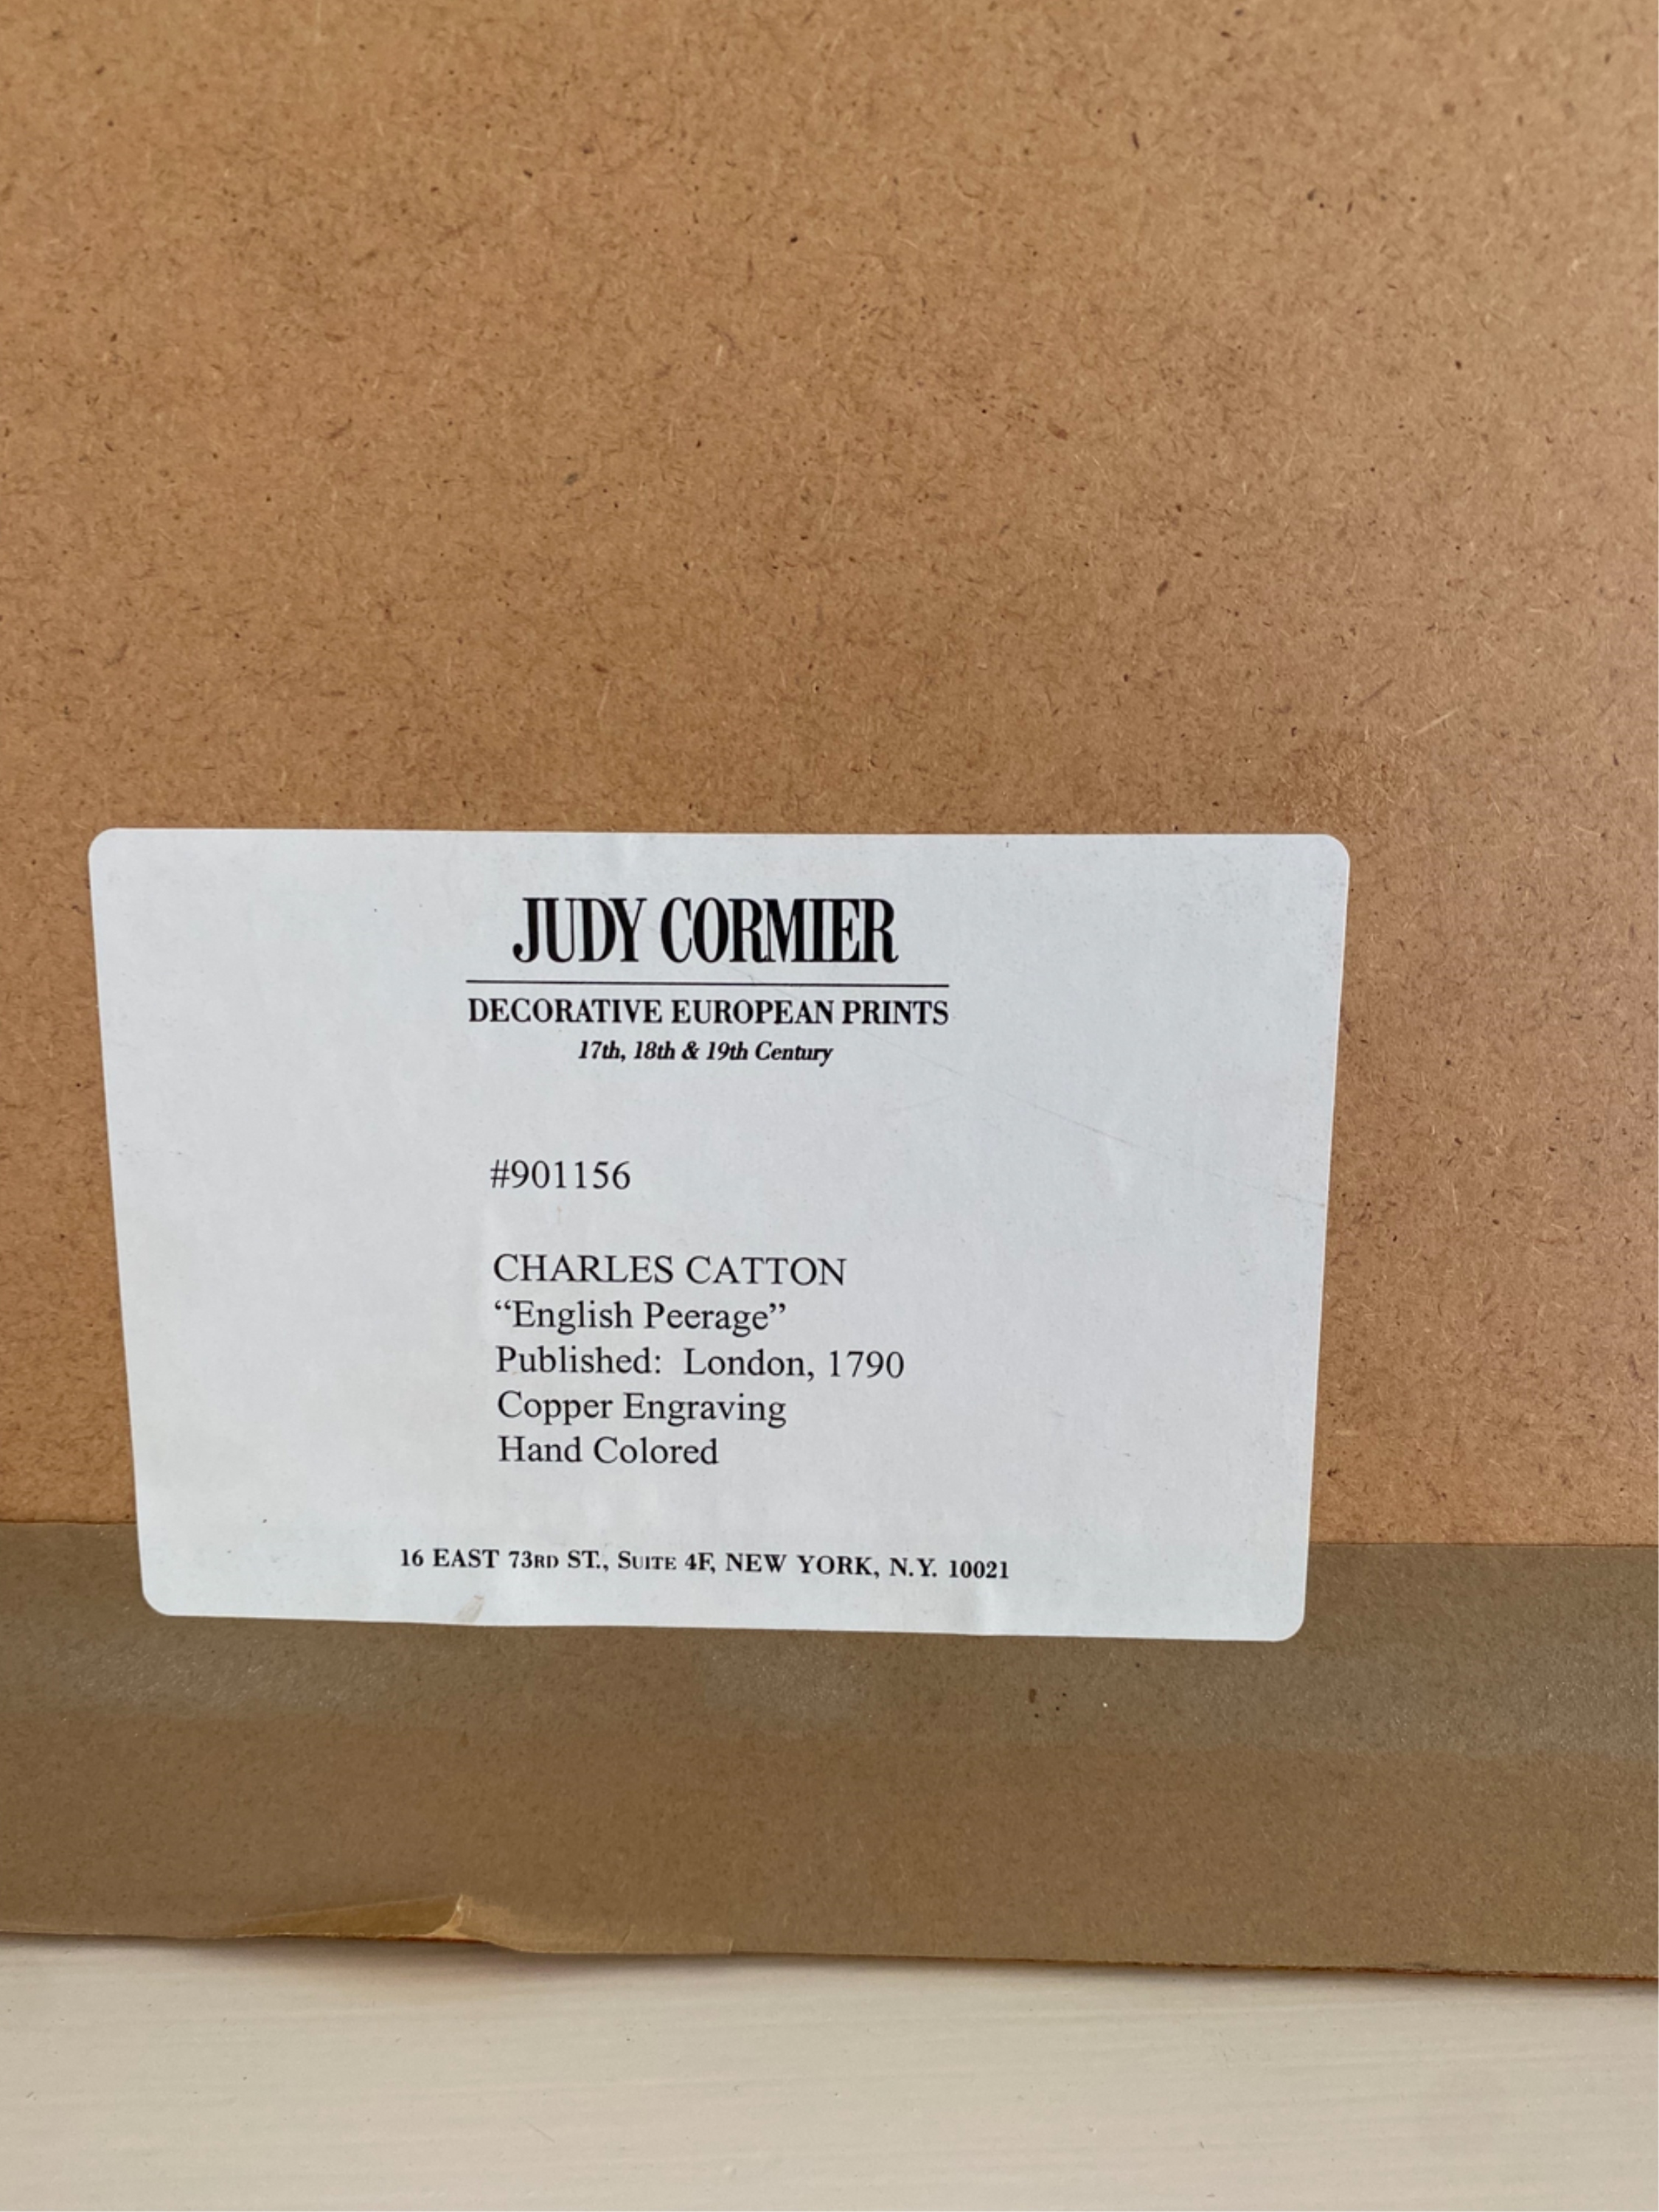 JUDY CORMIER
DECORATIVE EUROPEAN PRINTS
17th, 18th & 19th Century
#901156
CHARLES CATTON
“English Peerage”
Published: London, 1790
Copper Engraving
Hand Colored
16 EAST 73RD ST., SUITE 4F, NEW YORK, N.Y. 10021